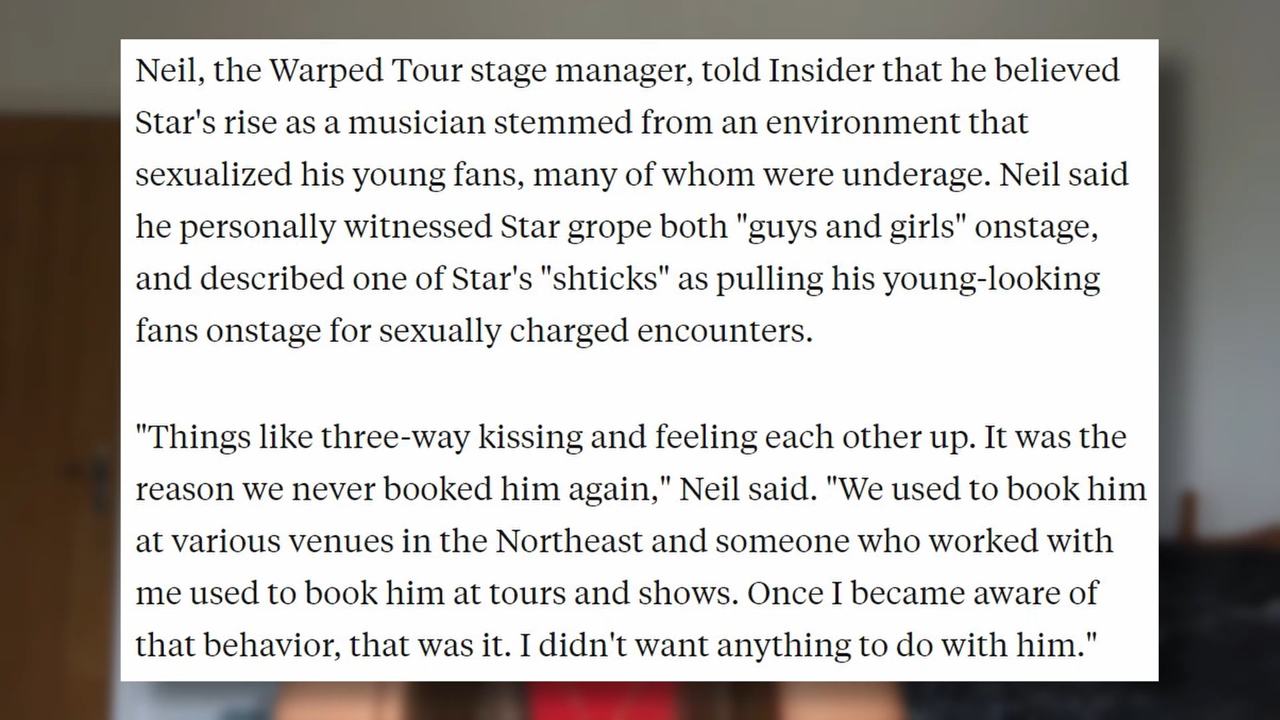 Neil, the Warped Tour stage manager, told Insider that he believed
Star's rise as a musician stemmed from an environment that
sexualized his young fans, many of whom were underage. Neil said
he personally witnessed Star grope both "guys and girls" onstage,
and described one of Star's "shticks" as pulling his young-looking
fans onstage for sexually charged encounters.
"Things like three-way kissing and feeling each other up. It was the
reason we never booked him again," Neil said. "We used to book him
at various venues in the Northeast and someone who worked with
me used to book him at tours and shows. Once I became aware of
that behavior, that was it. I didn't want anything to do with him."